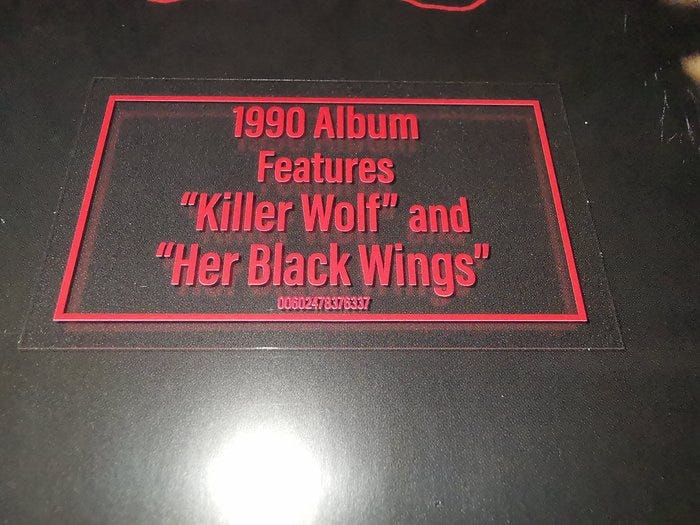 1990 Album
Features
“Killer Wolf” and
“Her Black Wings”
00602478376337